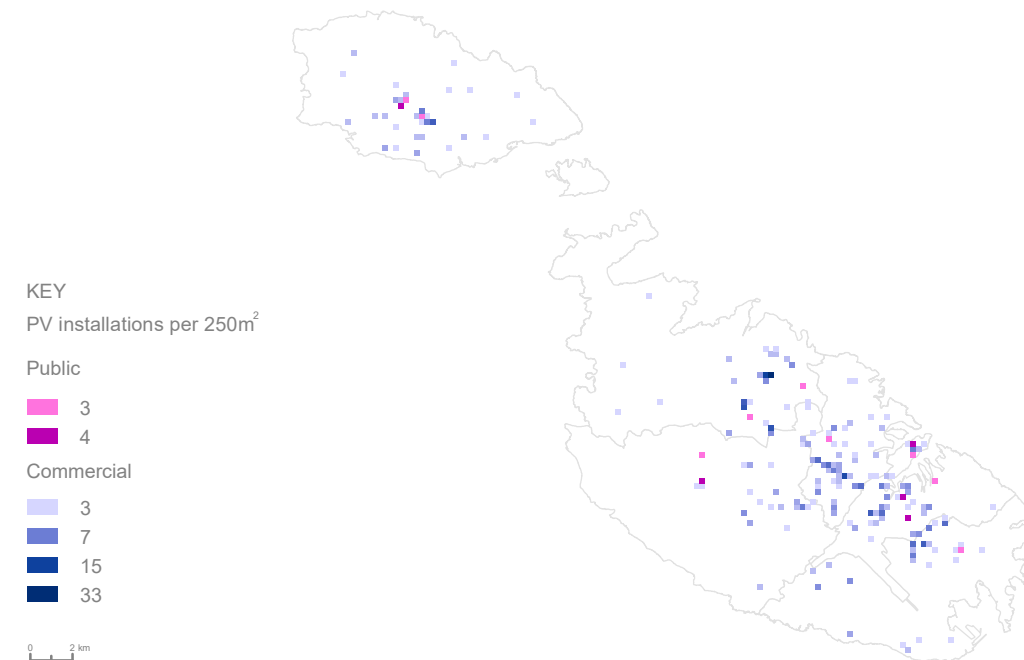 KEY
PV installations per 250m²
Public
3
4
Commercial
3
7
15
33
0 2 km